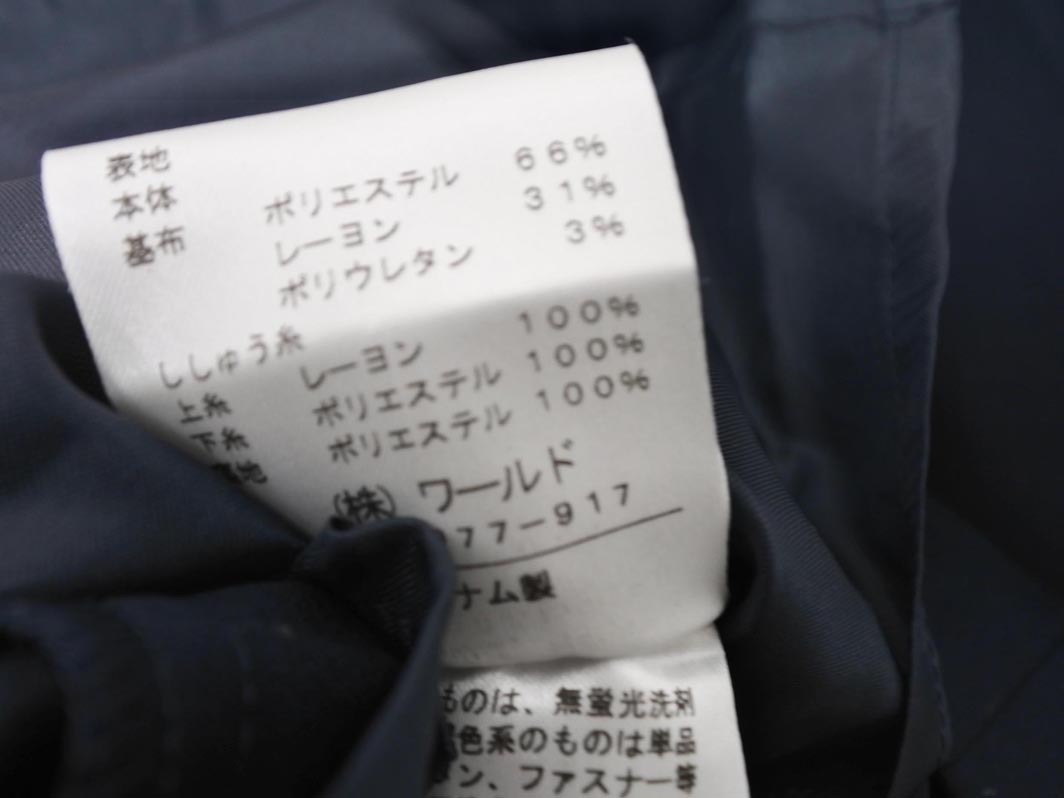 表地
本体 ポリエステル 66%
基布 レーヨン 31%
ポリウレタン 3%
ししゅう糸
上糸 レーヨン 100%
下糸 ポリエステル 100%
地 ポリエステル 100%
(株) ワールド
77-917
ナム製
ものは、無蛍光洗剤
色系のものは単品
ン、ファスナー等